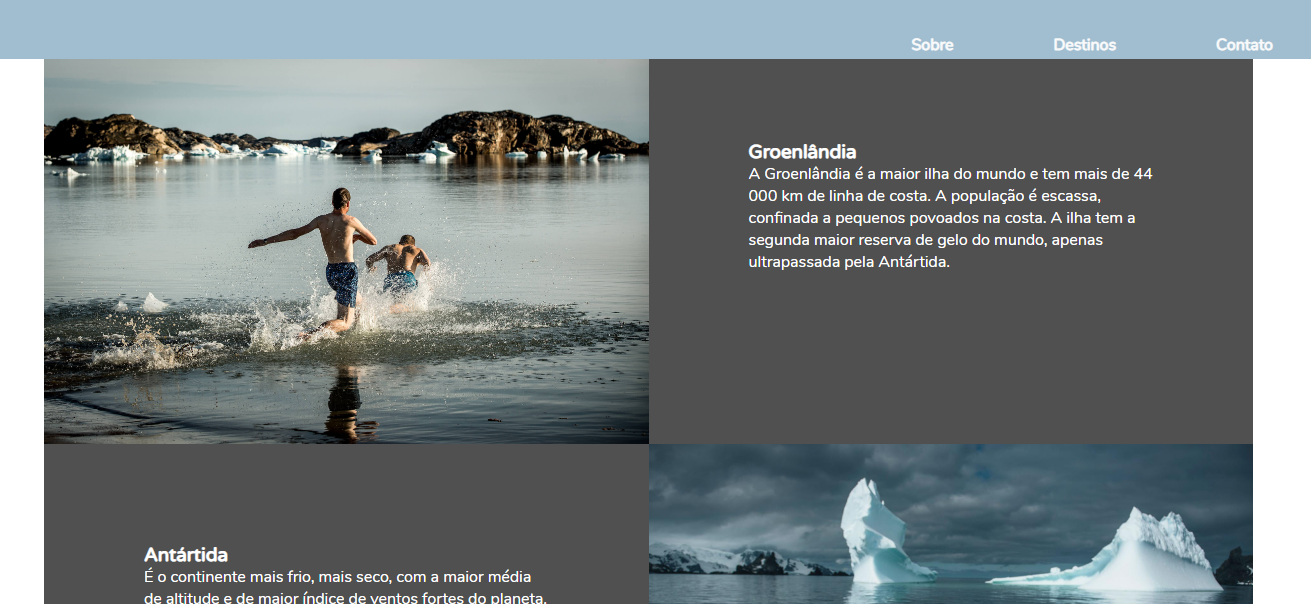 Sobre Destinos Contato
Groenlândia
A Groenlândia é a maior ilha do mundo e tem mais de 44
000 km de linha de costa. A população é escassa,
confinada a pequenos povoados na costa. A ilha tem a
segunda maior reserva de gelo do mundo, apenas
ultrapassada pela Antártida.
Antártida
É o continente mais frio, mais seco, com a maior média
de altitude e de maior índice de ventos fortes do planeta.